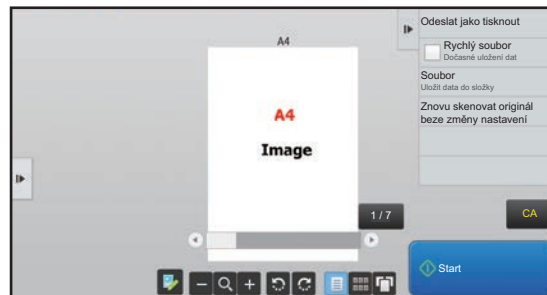 A4
A4
Image
1 / 7
Odeslat jako tisknout
Rychlý soubor
Dočasné uložení dat
Soubor
Uložit data do složky
Znovu skenovat originál
beze změny nastavení
CA
Start